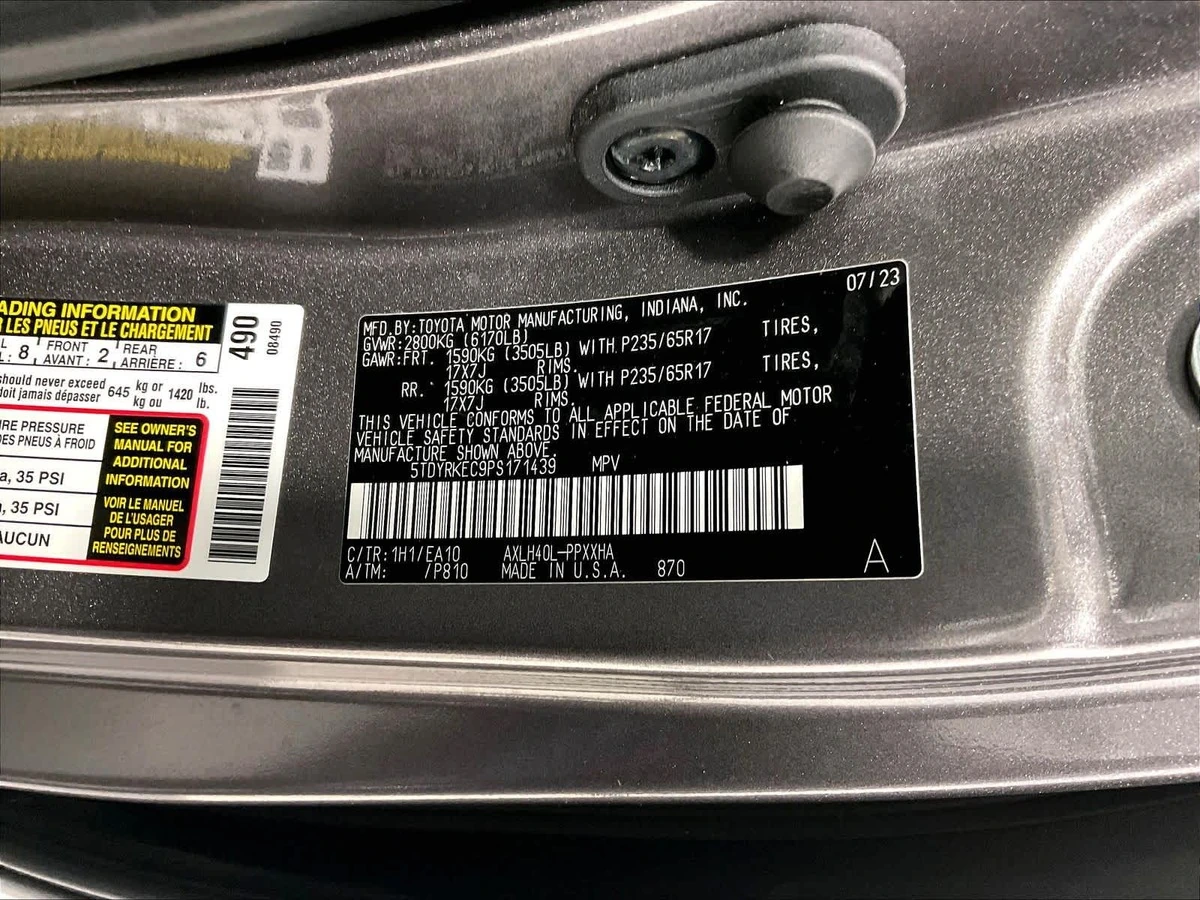 ADING INFORMATION
LES PNEUS ET LE CHARGEMENT
8 FRONT AVANT: 2 REAR ARRIÈRE: 6
should never exceed 645 kg or 1420 lbs.
doit jamais dépasser kg ou lb.
RE PRESSURE
DES PNEUS À FROID
35 PSI
35 PSI
AUCUN
SEE OWNER'S
MANUAL FOR
ADDITIONAL
INFORMATION
VOIR LE MANUEL
DE L'USAGER
POUR PLUS DE
RENSEIGNEMENTS
490
08490
07/23
MFD.BY:TOYOTA MOTOR MANUFACTURING, INDIANA, INC.
GVWR:2800KG (6170LB)
GAWR:FRT. 1590KG (3505LB) WITH P235/65R17 TIRES,
17X7J RIMS.
RR. 1590KG (3505LB) WITH P235/65R17 TIRES,
17X7J RIMS.
THIS VEHICLE CONFORMS TO ALL APPLICABLE FEDERAL MOTOR
VEHICLE SAFETY STANDARDS IN EFFECT ON THE DATE OF
MANUFACTURE SHOWN ABOVE.
5TDYRKEC9PS171439 MPV
C/TR:1H1/EA10 AXLH40L-PPXXHA
A/TM: /P810 MADE IN U.S.A. 870
A